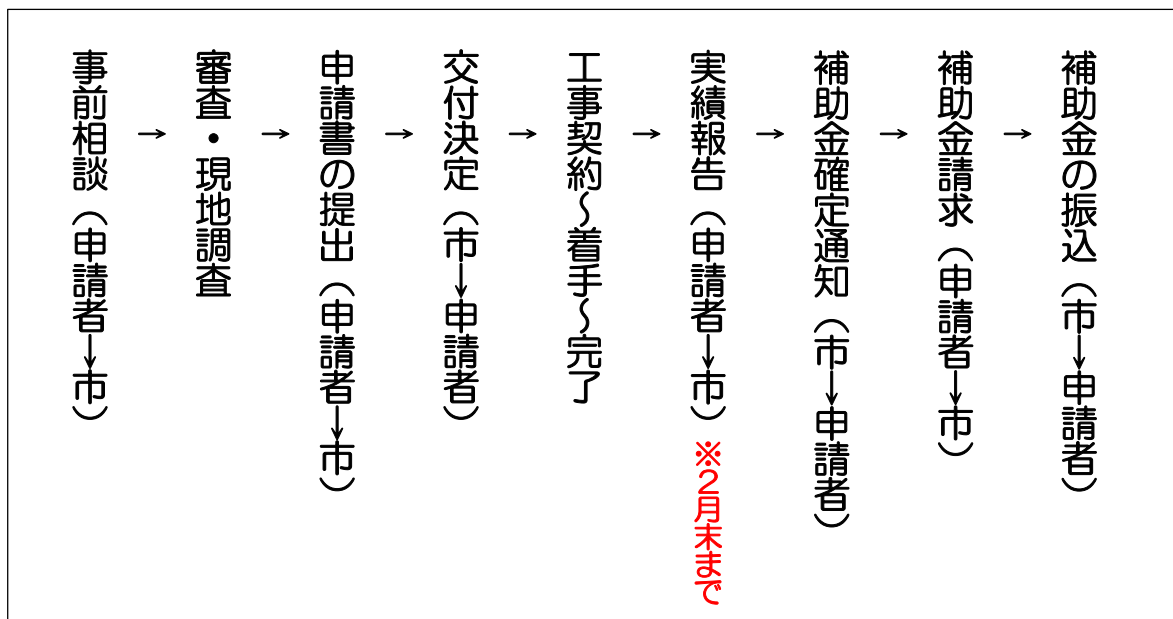 事前相談（申請者→市）
→
審査・現地調査
→
申請書の提出（申請者→市）
→
交付決定（市→申請者）
→
工事契約～着手～完了
→
実績報告（申請者→市）※２月末まで
→
補助金確定通知（市→申請者）
→
補助金請求（申請者→市）
→
補助金の振込（市→申請者）